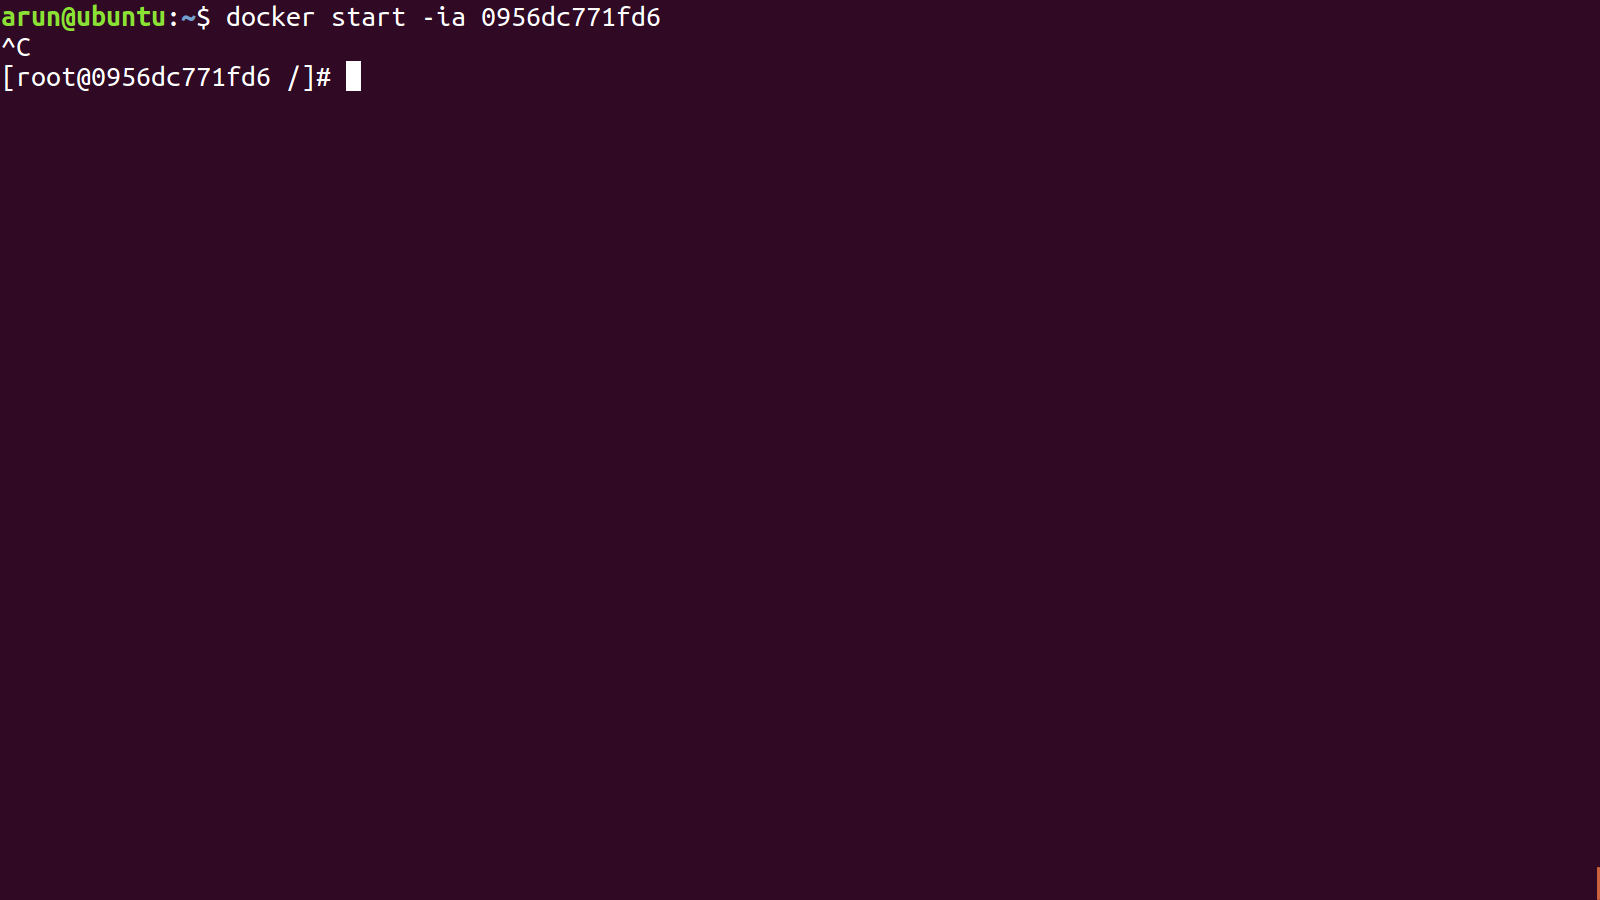 arun@ubuntu:~$ docker start -ia 0956dc771fd6
^C
[root@0956dc771fd6 /]#